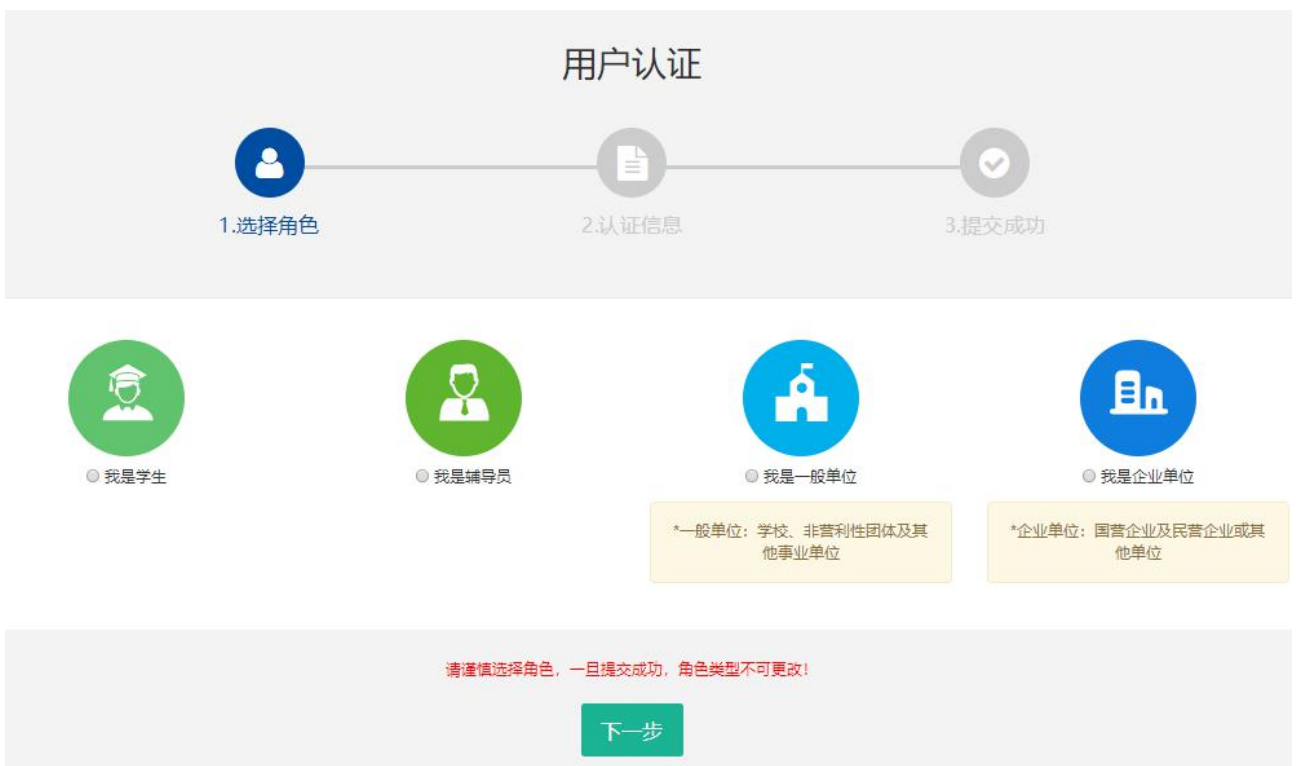 用户认证
1.选择角色
2.认证信息
3.提交成功
我是学生
我是辅导员
我是一般单位
我是企业单位
*一般单位：学校、非营利性团体及其
他事业单位
*企业单位：国营企业及民营企业或其
他单位
请谨慎选择角色，一旦提交成功，角色类型不可更改！
下一步